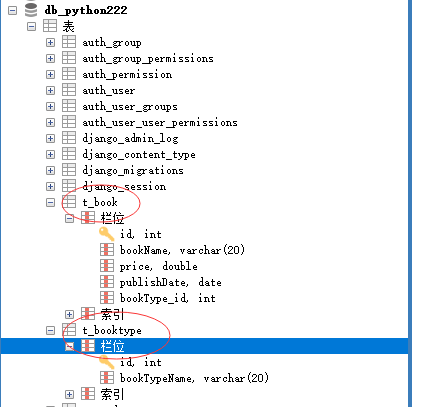 db_python222
表
auth_group
auth_group_permissions
auth_permission
auth_user
auth_user_groups
auth_user_user_permissions
django_admin_log
django_content_type
django_migrations
django_session
t_book
栏位
id, int
bookName, varchar(20)
price, double
publishDate, date
bookType_id, int
索引
t_booktype
栏位
id, int
bookTypeName, varchar(20)
索引